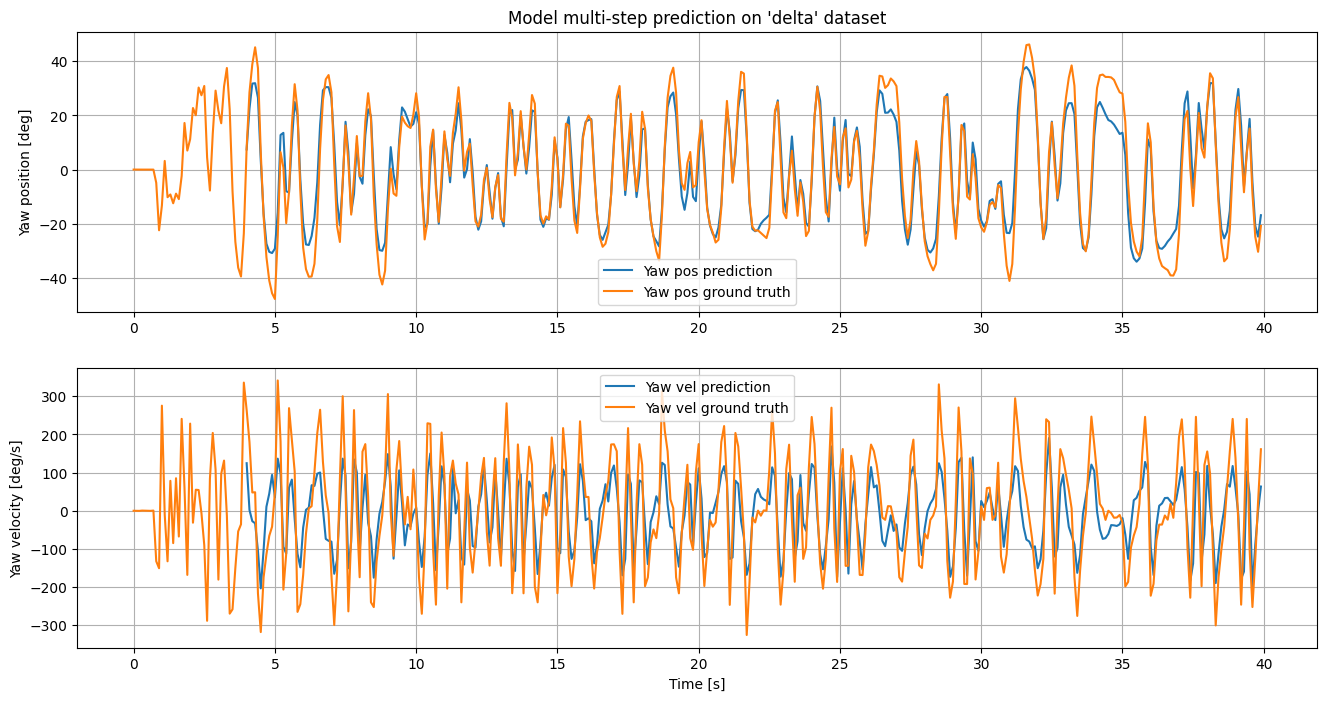 Model multi-step prediction on 'delta' dataset
Yaw position [deg]
40
20
0
−20
−40
Yaw pos prediction
Yaw pos ground truth
0 5 10 15 20 25 30 35 40
Yaw velocity [deg/s]
300
200
100
0
−100
−200
−300
Yaw vel prediction
Yaw vel ground truth
0 5 10 15 20 25 30 35 40
Time [s]